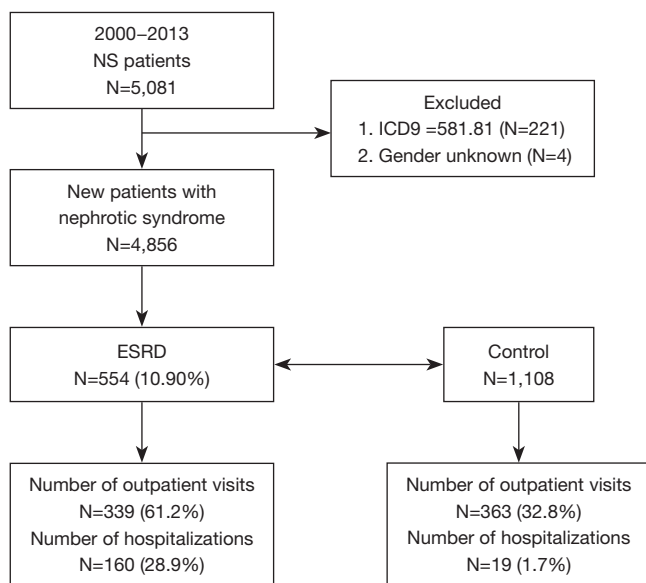 2000–2013
NS patients
N=5,081
Excluded
1. ICD9 =581.81 (N=221)
2. Gender unknown (N=4)
New patients with
nephrotic syndrome
N=4,856
ESRD
N=554 (10.90%)
Control
N=1,108
Number of outpatient visits
N=339 (61.2%)
Number of hospitalizations
N=160 (28.9%)
Number of outpatient visits
N=363 (32.8%)
Number of hospitalizations
N=19 (1.7%)